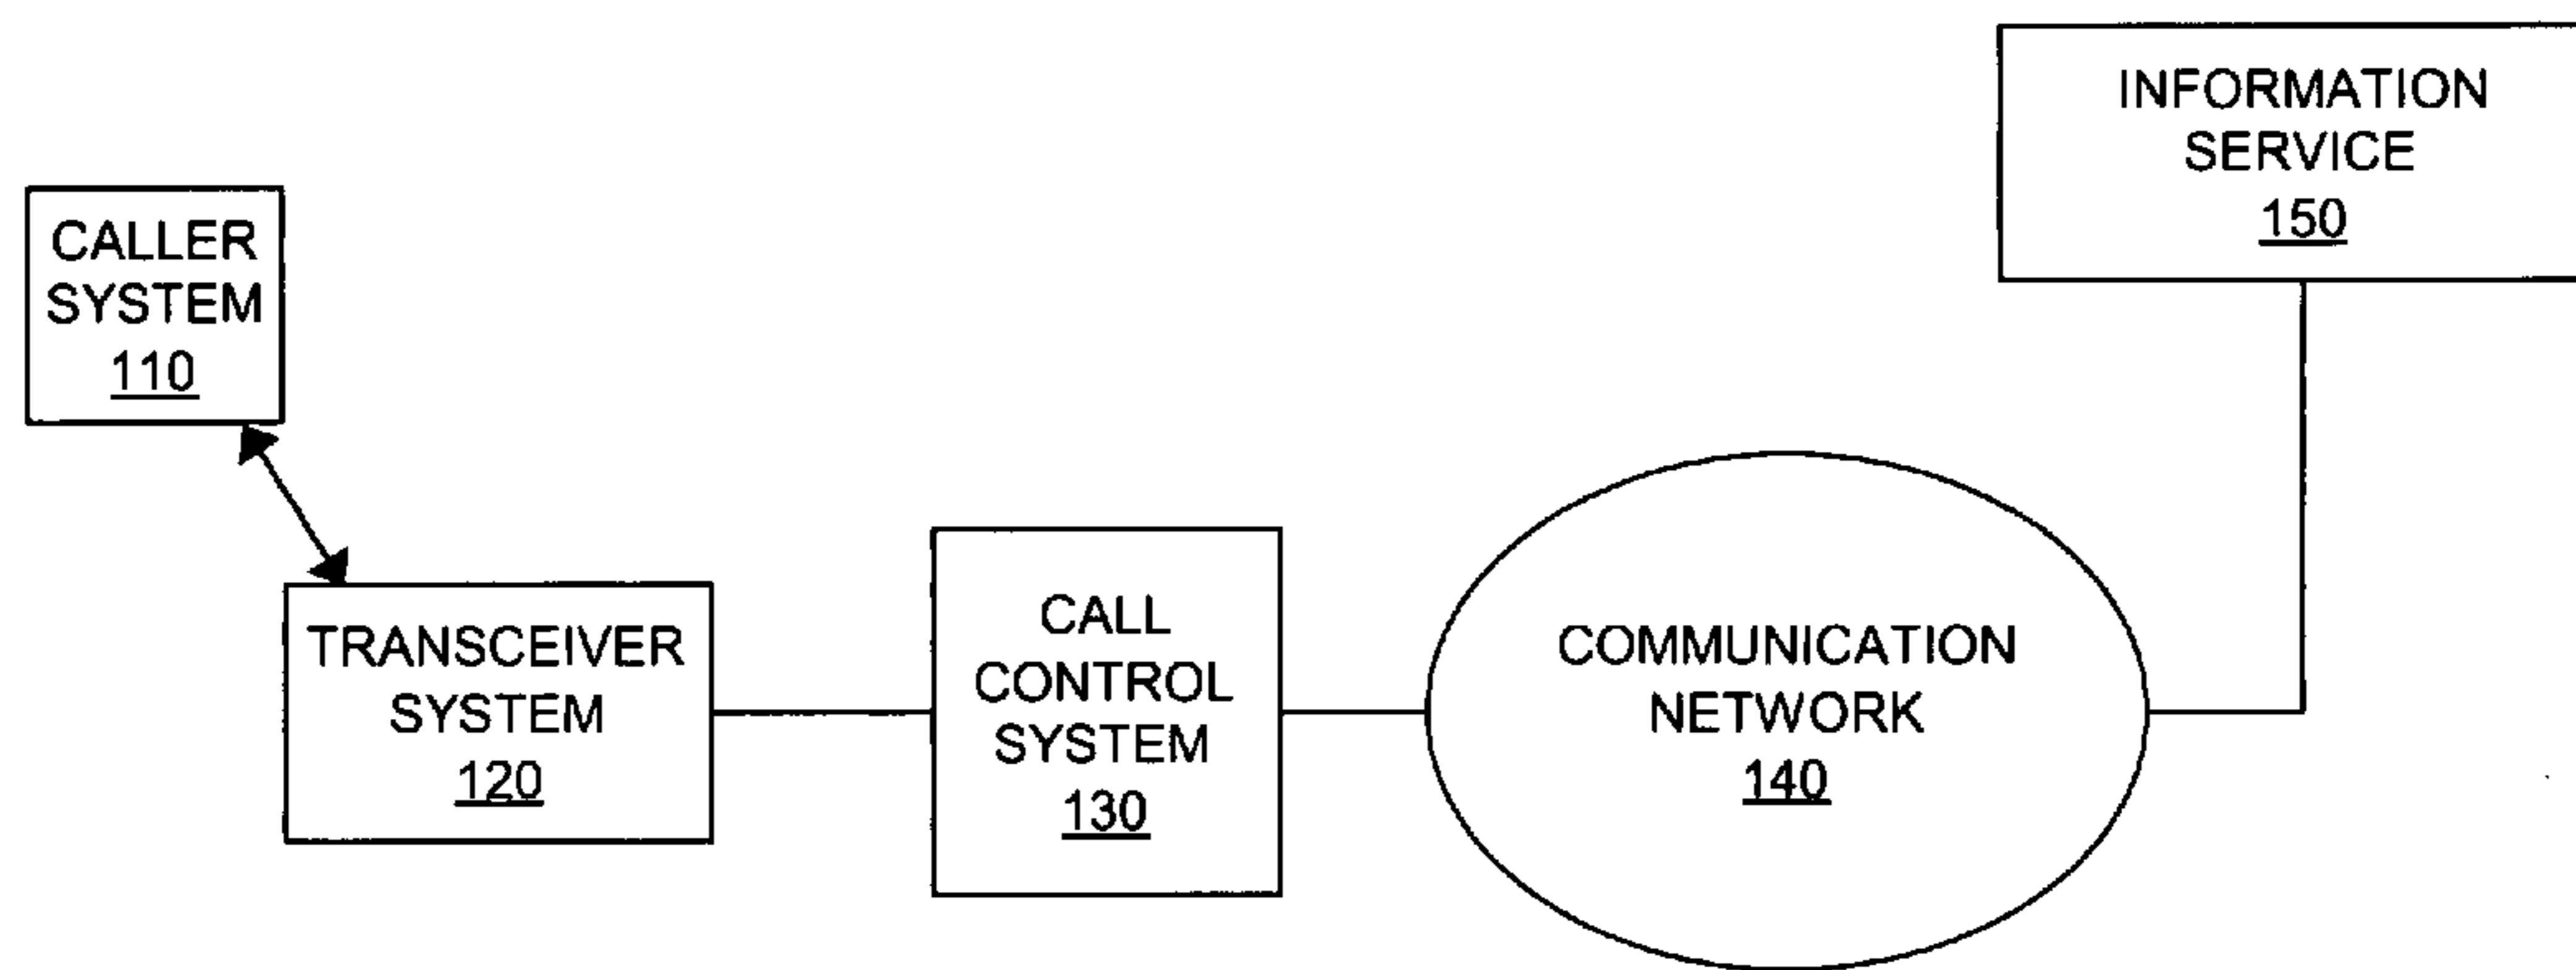 INFORMATION
SERVICE
150
CALLER
SYSTEM
110
TRANSCEIVER
SYSTEM
120
CALL
CONTROL
SYSTEM
130
COMMUNICATION
NETWORK
140